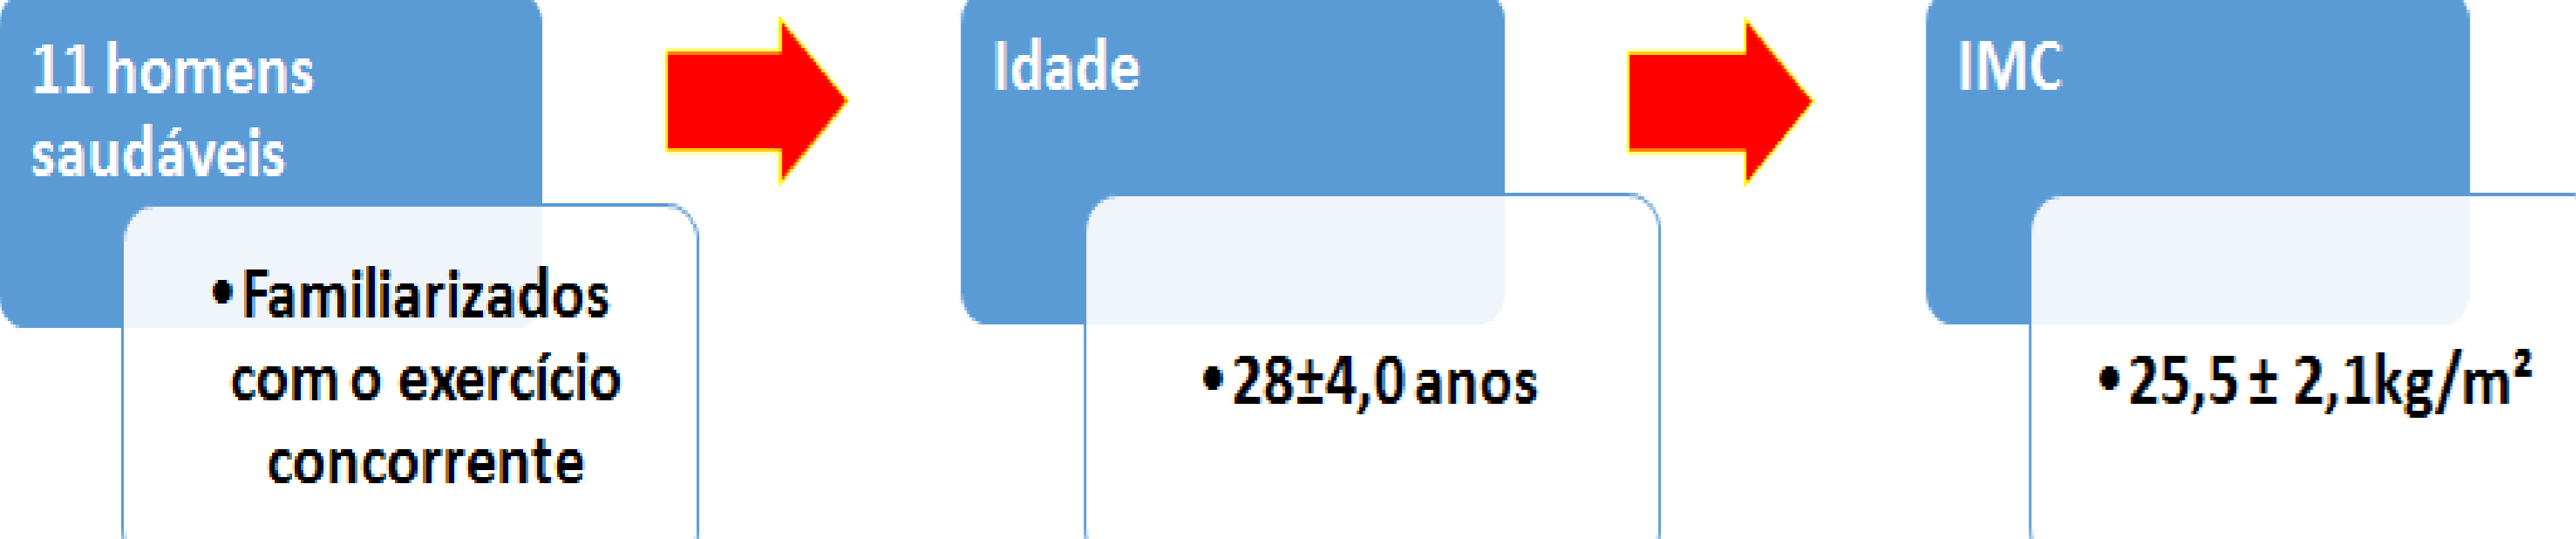 11 homens
saudáveis
•Familiarizados
com o exercício
concorrente
Idade
•28±4,0 anos
IMC
•25,5 ± 2,1kg/m²